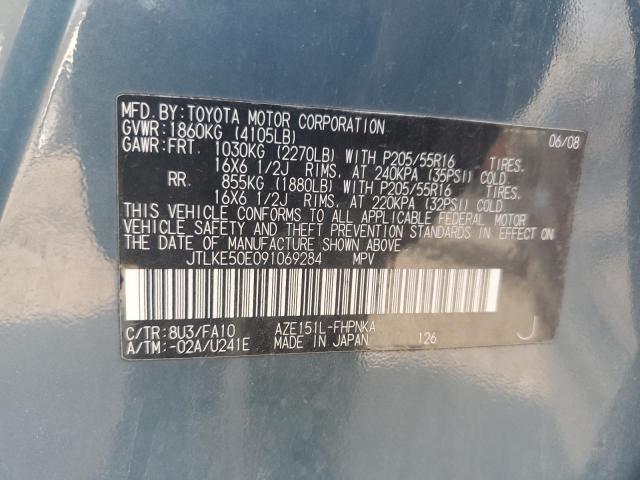 MFD.BY:TOYOTA MOTOR CORPORATION 06/08
GVWR:1860KG (4105LB)
GAWR:FRT. 1030KG (2270LB) WITH P205/55R16 TIRES,
16X6 1/2J RIMS, AT 240KPA (35PSI) COLD
RR. 855KG (1880LB) WITH P205/55R16 TIRES,
16X6 1/2J RIMS, AT 220KPA (32PSI) COLD
THIS VEHICLE CONFORMS TO ALL APPLICABLE FEDERAL MOTOR
VEHICLE SAFETY AND THEFT PREVENTION STANDARDS IN EFFECT ON
THE DATE OF MANUFACTURE SHOWN ABOVE.
JTLKE50E091069284 MPV
C/TR:8U3/FA10 AZE151L-FHPNKA
A/TM:-02A/U241E MADE IN JAPAN 126 J